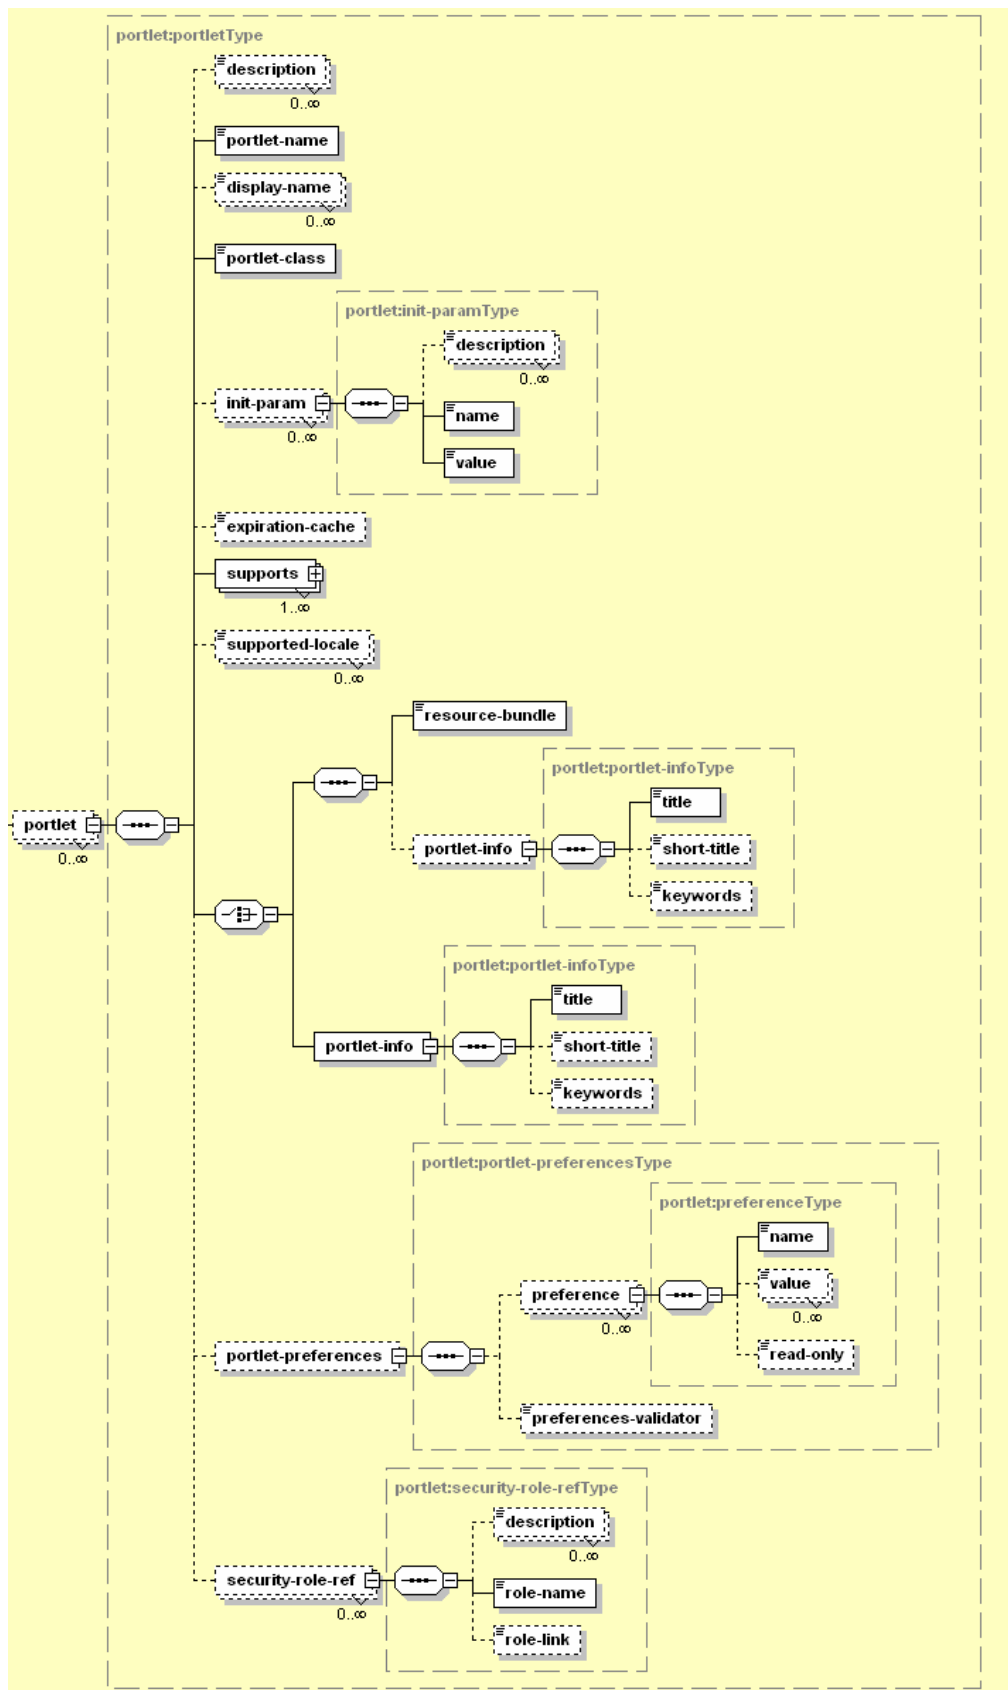 portlet:portletType
description
0..∞
portlet-name
display-name
0..∞
portlet-class
portlet:init-paramType
description
0..∞
init-param
0..∞
name
value
expiration-cache
supports
1..∞
supported-locale
0..∞
resource-bundle
portlet:portlet-infoType
title
portlet-info
short-title
keywords
portlet
0..∞
portlet:portlet-infoType
title
portlet-info
short-title
keywords
portlet:portlet-preferencesType
portlet:preferenceType
name
preference
0..∞
value
0..∞
read-only
portlet-preferences
preferences-validator
portlet:security-role-refType
description
0..∞
security-role-ref
0..∞
role-name
role-link